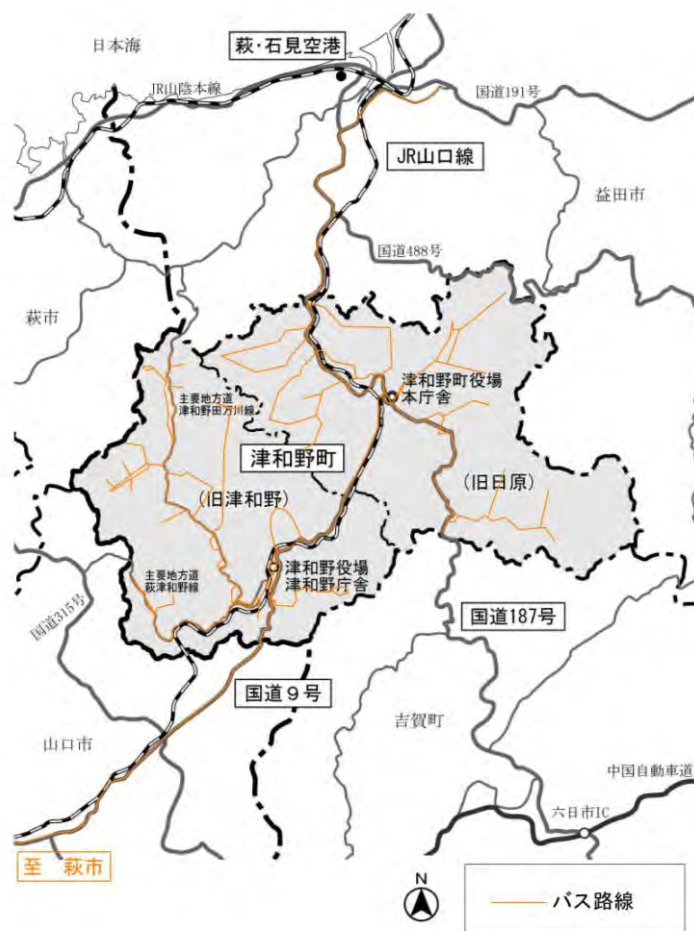 日本海
萩・石見空港
JR山陰本線
国道191号
JR山口線
益田市
国道488号
萩市
津和野町役場
本庁舎
主要地方道
津和野田万川線
津和野町
(旧津和野)
(旧日原)
津和野役場
津和野庁舎
主要地方道
萩津和野線
国道315号
国道187号
国道9号
吉賀町
山口市
中国自動車道
六日市IC
至 萩市
N
バス路線